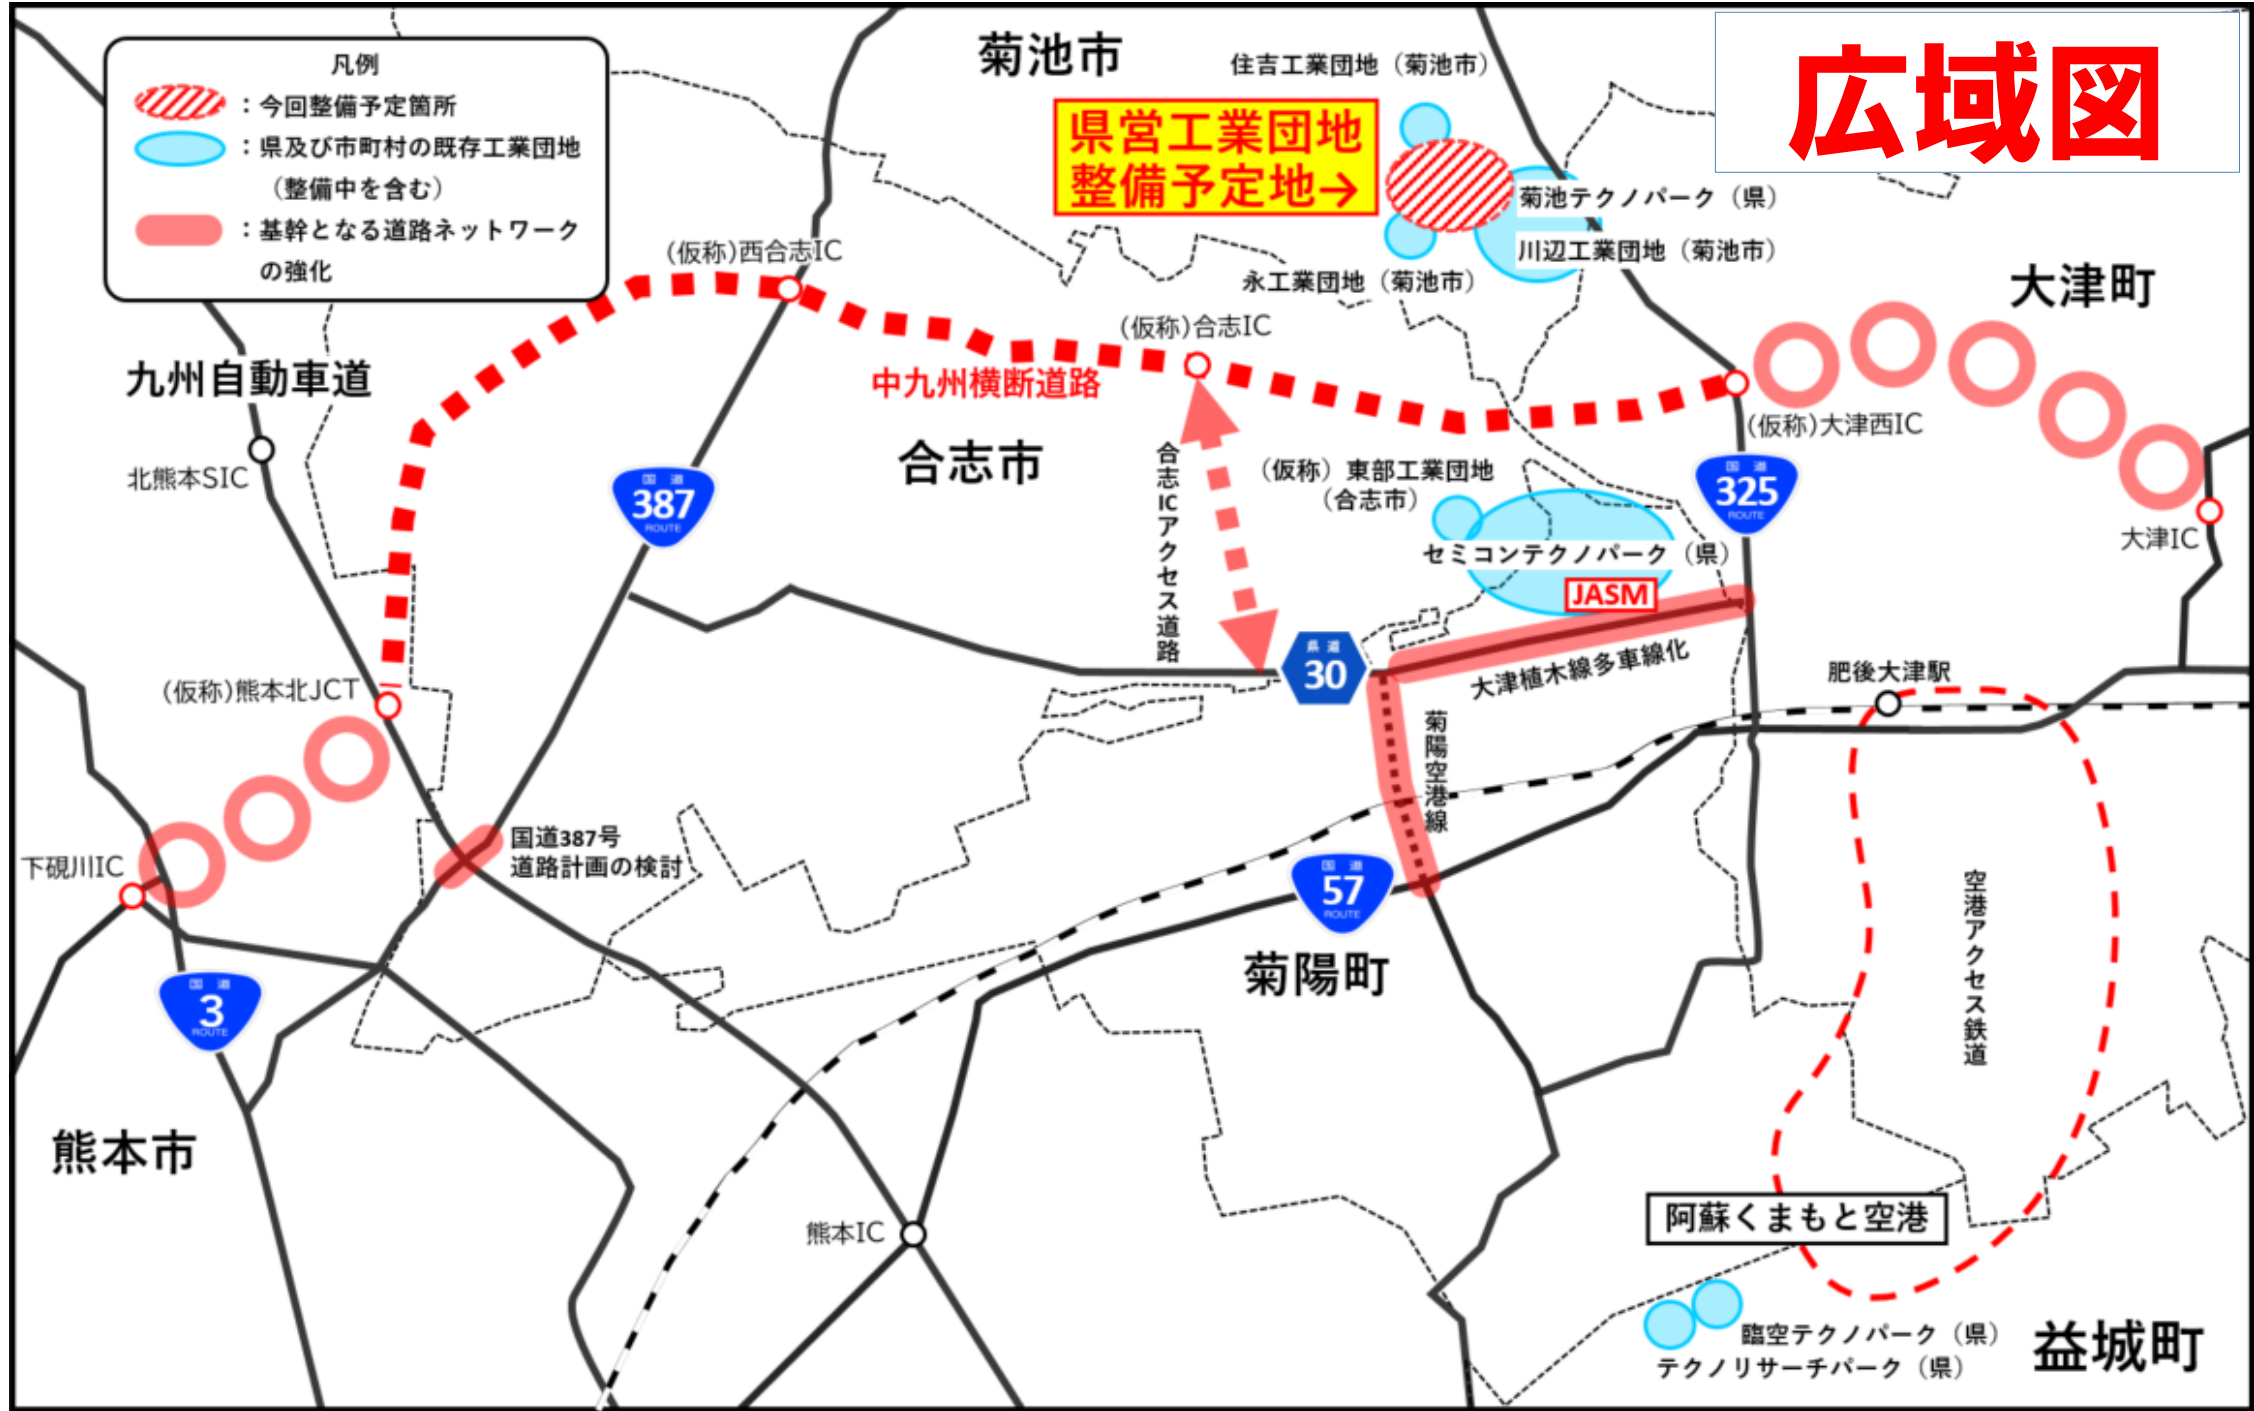 広域図
凡例
：今回整備予定箇所
：県及び市町村の既存工業団地
（整備中を含む）
：基幹となる道路ネットワーク
の強化
菊池市
住吉工業団地（菊池市）
県営工業団地
整備予定地→
菊池テクノパーク（県）
川辺工業団地（菊池市）
永工業団地（菊池市）
大津町
(仮称)西合志IC
(仮称)合志IC
中九州横断道路
九州自動車道
(仮称)大津西IC
合志市
北熊本SIC
国道
387
ROUTE
合志ICアクセス道路
(仮称）東部工業団地
（合志市）
国道
325
ROUTE
大津IC
セミコンテクノパーク（県）
JASM
県道
30
大津植木線多車線化
肥後大津駅
(仮称)熊本北JCT
菊陽空港線
国道387号
道路計画の検討
下硯川IC
国道
57
ROUTE
空港アクセス鉄道
菊陽町
国道
3
ROUTE
熊本市
熊本IC
阿蘇くまもと空港
臨空テクノパーク（県）
テクノリサーチパーク（県）
益城町